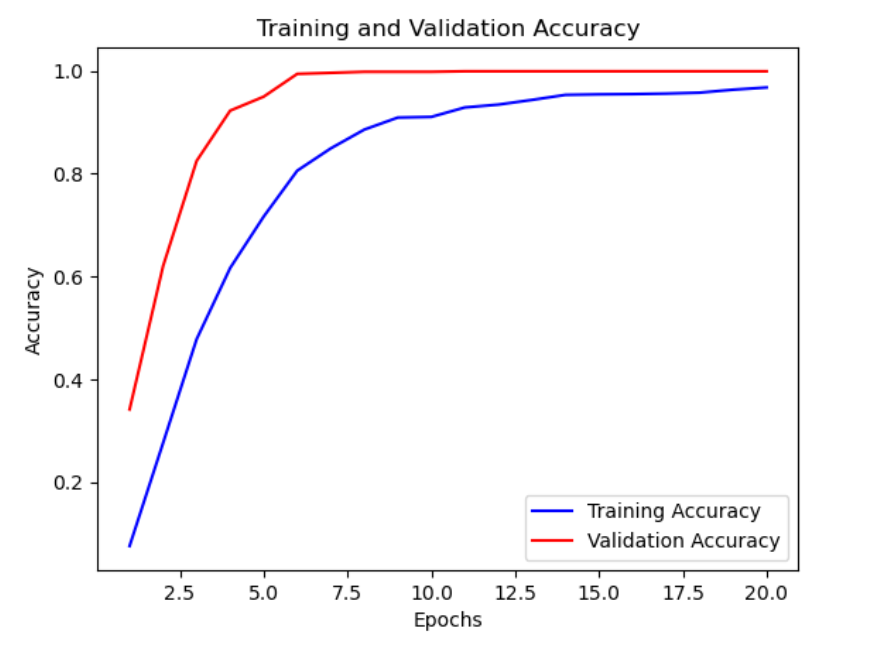 Training and Validation Accuracy
1.0
0.8
0.6
0.4
0.2
Accuracy
Training Accuracy
Validation Accuracy
2.5 5.0 7.5 10.0 12.5 15.0 17.5 20.0
Epochs